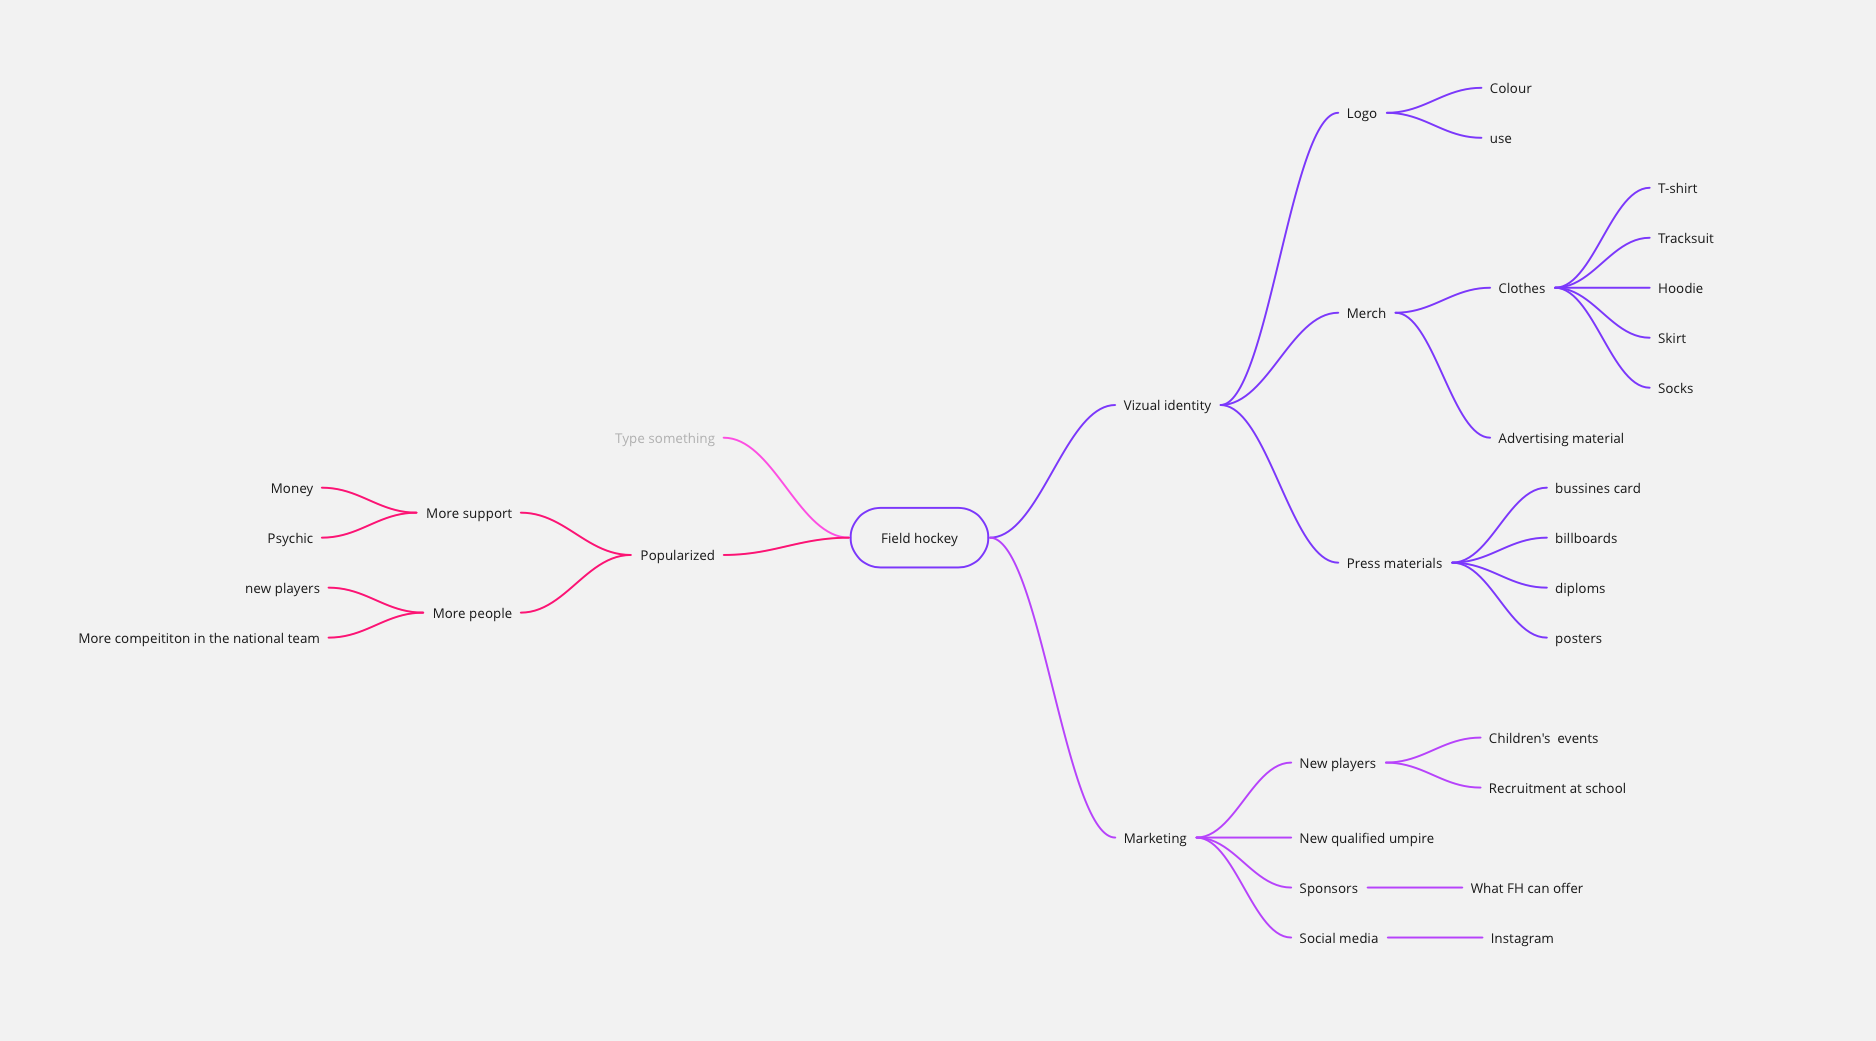 Field hockey
Type something
Popularized
More support
Money
Psychic
More people
new players
More compeititon in the national team
Vizual identity
Logo
Colour
use
Merch
Clothes
T-shirt
Tracksuit
Hoodie
Skirt
Socks
Advertising material
Press materials
bussines card
billboards
diploms
posters
Marketing
New players
Children's  events
Recruitment at school
New qualified umpire
Sponsors
What FH can offer
Social media
Instagram